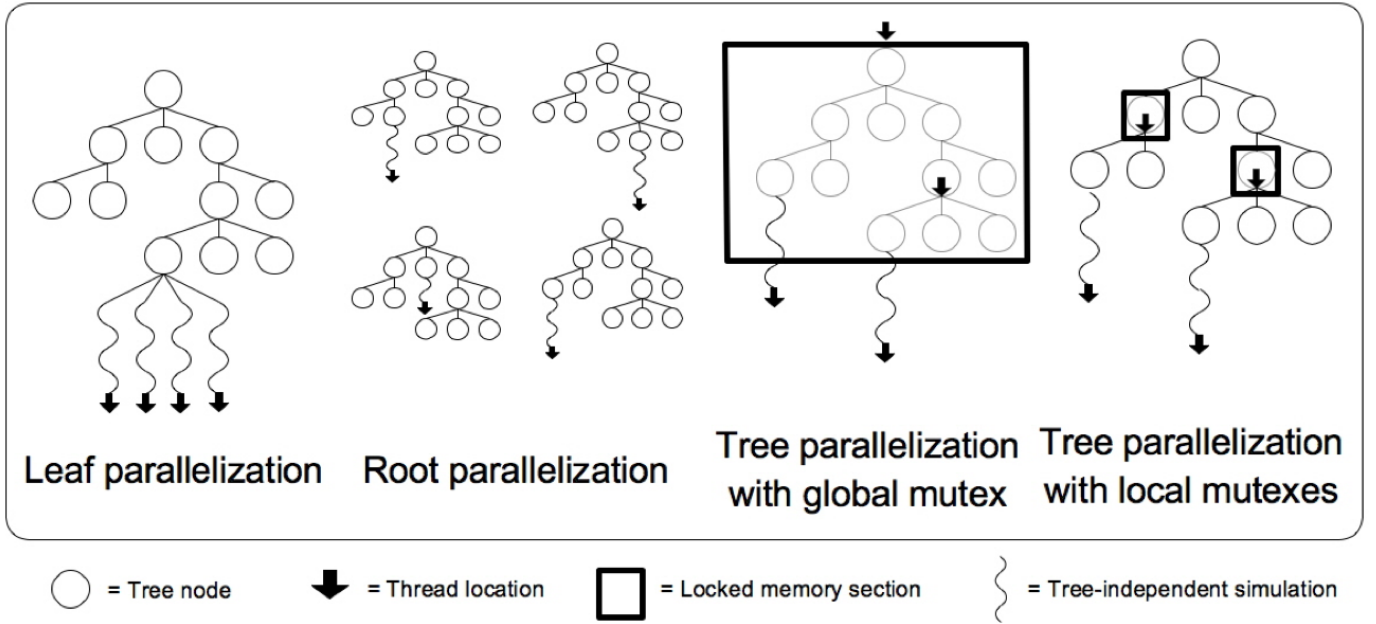 Leaf parallelization
Root parallelization
Tree parallelization
with global mutex
Tree parallelization
with local mutexes
= Tree node
= Thread location
= Locked memory section
= Tree-independent simulation